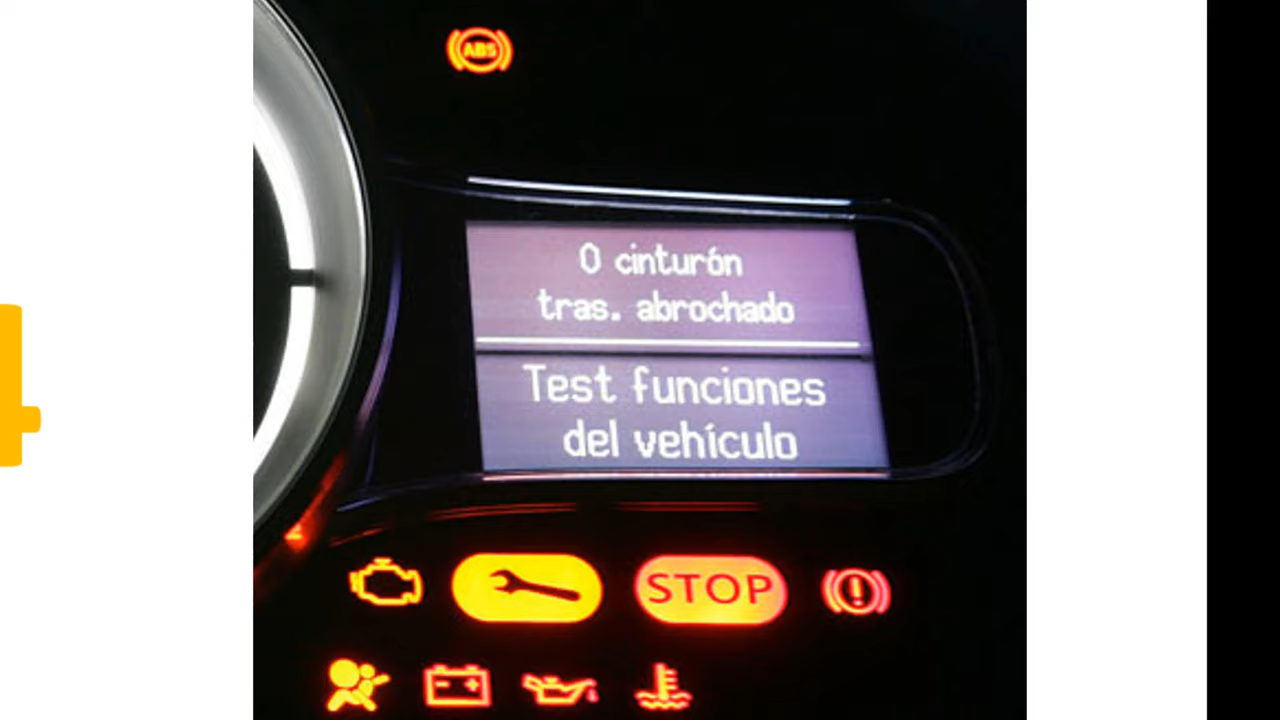 ABS
0 cinturón
tras. abrochado
Test funciones
del vehículo
STOP